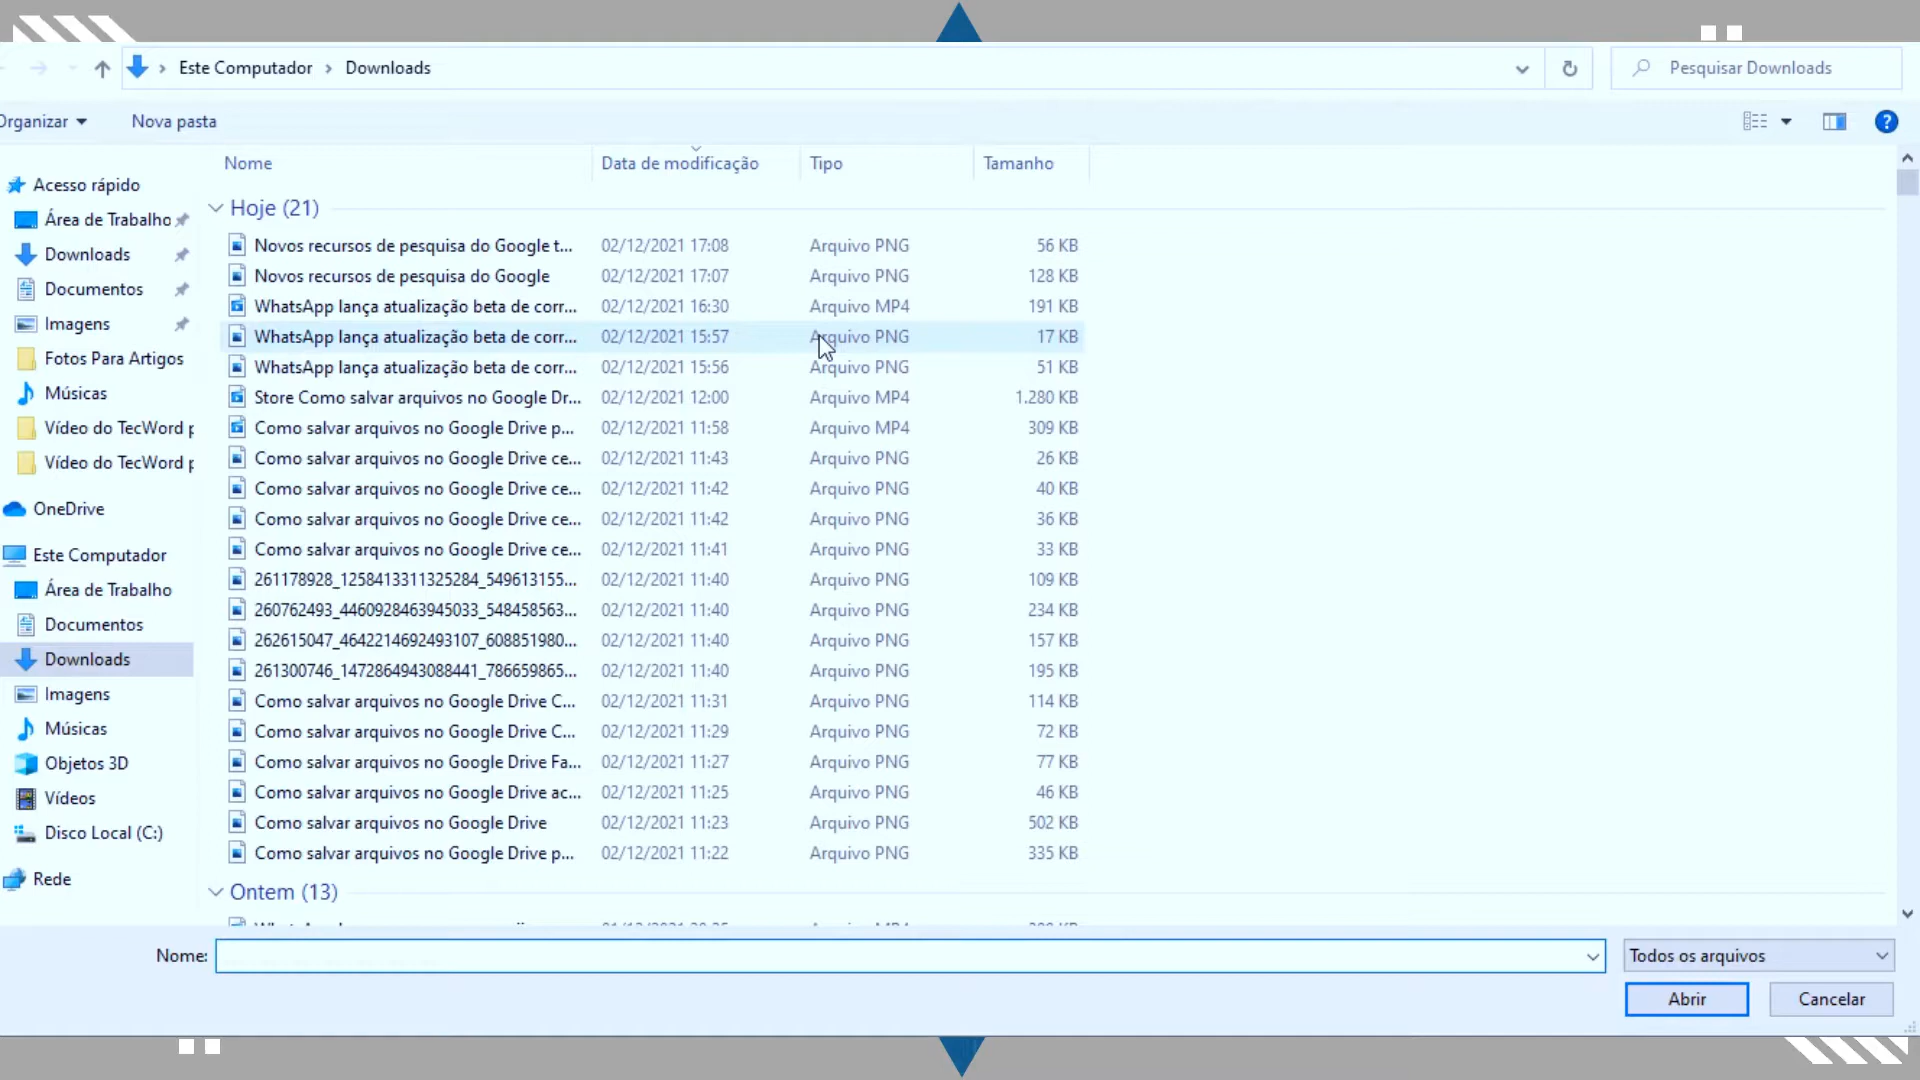 Este Computador › Downloads
Pesquisar Downloads
Organizar Nova pasta
Nome Data de modificação Tipo Tamanho
Acesso rápido
Área de Trabalho
Downloads
Documentos
Imagens
Fotos Para Artigos
Músicas
Vídeo do TecWord p
Vídeo do TecWord p
OneDrive
Este Computador
Área de Trabalho
Documentos
Downloads
Imagens
Músicas
Objetos 3D
Vídeos
Disco Local (C:)
Rede
Hoje (21)
Novos recursos de pesquisa do Google t... 02/12/2021 17:08 Arquivo PNG 56 KB
Novos recursos de pesquisa do Google 02/12/2021 17:07 Arquivo PNG 128 KB
WhatsApp lança atualização beta de corr... 02/12/2021 16:30 Arquivo MP4 191 KB
WhatsApp lança atualização beta de corr... 02/12/2021 15:57 Arquivo PNG 17 KB
WhatsApp lança atualização beta de corr... 02/12/2021 15:56 Arquivo PNG 51 KB
Store Como salvar arquivos no Google Dr... 02/12/2021 12:00 Arquivo MP4 1.280 KB
Como salvar arquivos no Google Drive p... 02/12/2021 11:58 Arquivo MP4 309 KB
Como salvar arquivos no Google Drive ce... 02/12/2021 11:43 Arquivo PNG 26 KB
Como salvar arquivos no Google Drive ce... 02/12/2021 11:42 Arquivo PNG 40 KB
Como salvar arquivos no Google Drive ce... 02/12/2021 11:42 Arquivo PNG 36 KB
Como salvar arquivos no Google Drive ce... 02/12/2021 11:41 Arquivo PNG 33 KB
261178928_1258413311325284_549613155... 02/12/2021 11:40 Arquivo PNG 109 KB
260762493_4460928463945033_548458563... 02/12/2021 11:40 Arquivo PNG 234 KB
262615047_4642214692493107_608851980... 02/12/2021 11:40 Arquivo PNG 157 KB
261300746_1472864943088441_786659865... 02/12/2021 11:40 Arquivo PNG 195 KB
Como salvar arquivos no Google Drive C... 02/12/2021 11:31 Arquivo PNG 114 KB
Como salvar arquivos no Google Drive C... 02/12/2021 11:29 Arquivo PNG 72 KB
Como salvar arquivos no Google Drive Fa... 02/12/2021 11:27 Arquivo PNG 77 KB
Como salvar arquivos no Google Drive ac... 02/12/2021 11:25 Arquivo PNG 46 KB
Como salvar arquivos no Google Drive 02/12/2021 11:23 Arquivo PNG 502 KB
Como salvar arquivos no Google Drive p... 02/12/2021 11:22 Arquivo PNG 335 KB
Ontem (13)
Nome: Todos os arquivos
Abrir Cancelar